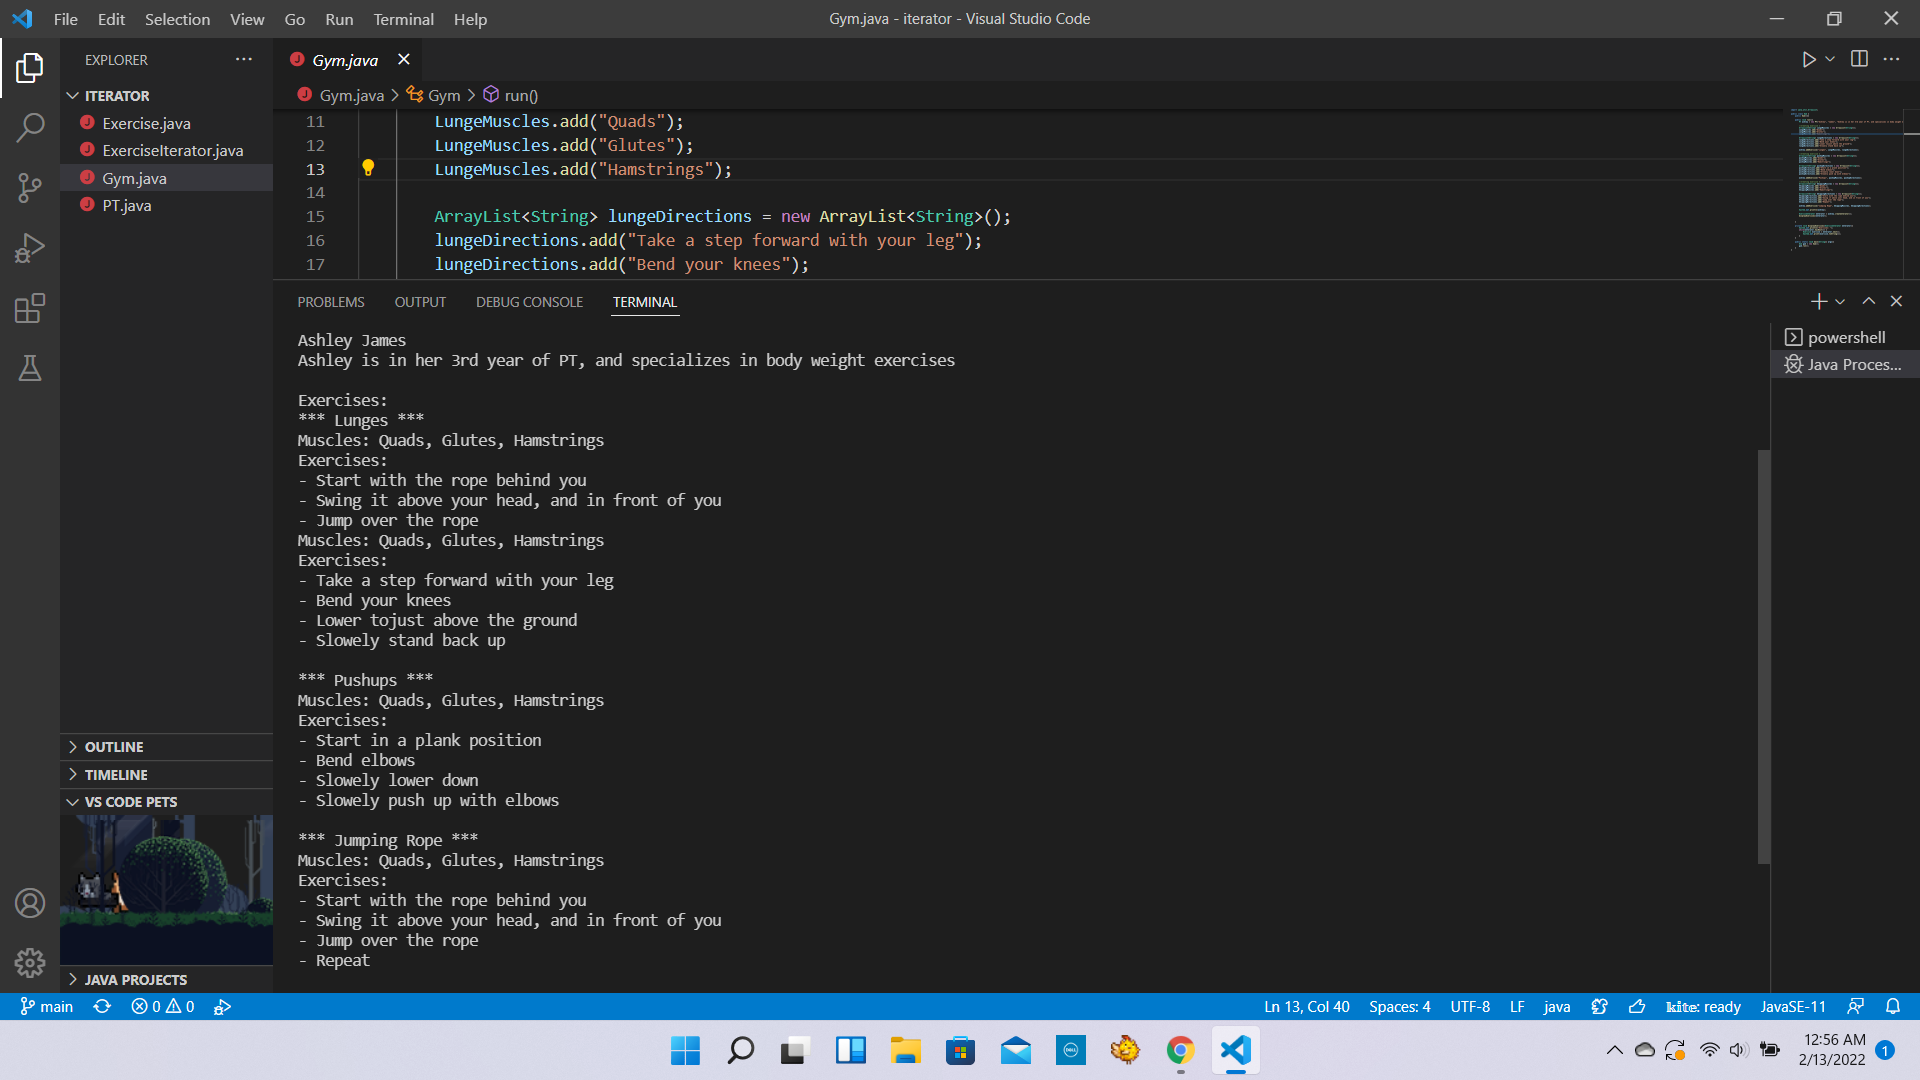 File Edit Selection View Go Run Terminal Help
Gym.java - iterator - Visual Studio Code
EXPLORER
ITERATOR
Exercise.java
ExerciseIterator.java
Gym.java
PT.java
OUTLINE
TIMELINE
VS CODE PETS
JAVA PROJECTS
Gym.java
Gym.java > Gym > run()
11 LungeMuscles.add("Quads");
12 LungeMuscles.add("Glutes");
13 LungeMuscles.add("Hamstrings");
14
15 ArrayList<String> lungeDirections = new ArrayList<String>();
16 lungeDirections.add("Take a step forward with your leg");
17 lungeDirections.add("Bend your knees");
PROBLEMS OUTPUT DEBUG CONSOLE TERMINAL
powershell
Java Proces...
Ashley James
Ashley is in her 3rd year of PT, and specializes in body weight exercises
Exercises:
*** Lunges ***
Muscles: Quads, Glutes, Hamstrings
Exercises:
- Start with the rope behind you
- Swing it above your head, and in front of you
- Jump over the rope
Muscles: Quads, Glutes, Hamstrings
Exercises:
- Take a step forward with your leg
- Bend your knees
- Lower tojust above the ground
- Slowely stand back up
*** Pushups ***
Muscles: Quads, Glutes, Hamstrings
Exercises:
- Start in a plank position
- Bend elbows
- Slowely lower down
- Slowely push up with elbows
*** Jumping Rope ***
Muscles: Quads, Glutes, Hamstrings
Exercises:
- Start with the rope behind you
- Swing it above your head, and in front of you
- Jump over the rope
- Repeat
main 0 0
Ln 13, Col 40 Spaces: 4 UTF-8 LF java kite: ready JavaSE-11
DELL
12:56 AM
2/13/2022
1